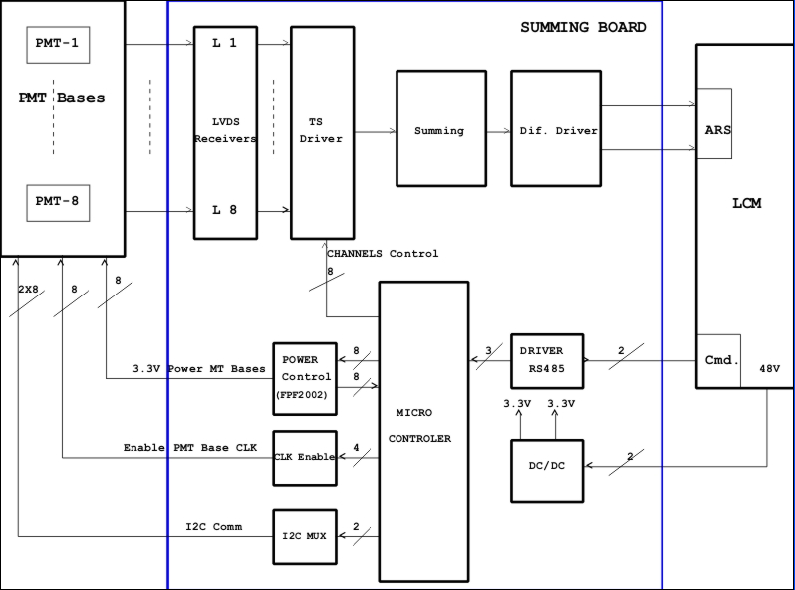 SUMMING BOARD
PMT-1
PMT Bases
PMT-8
L 1
LVDS
Receivers
L 8
TS
Driver
Summing
Dif. Driver
ARS
LCM
CHANNELS Control
8
2X8
8
8
3.3V Power MT Bases
POWER
Control
(FPF2002)
8
8
MICRO
CONTROLER
3
DRIVER
RS485
2
Cmd.
48V
3.3V
3.3V
Enable PMT Base CLK
CLK Enable
4
DC/DC
2
I2C Comm
I2C MUX
2